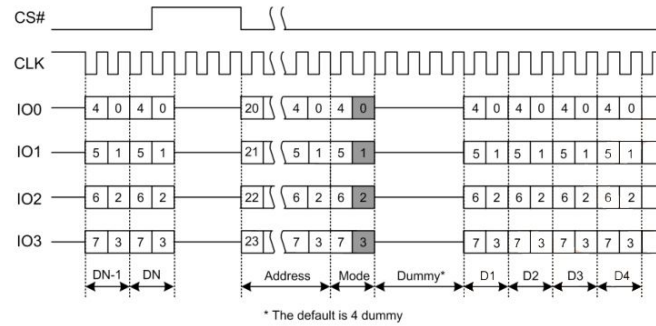 CS#
CLK
IO0 4 0 4 0 20 4 0 4 0 4 0 4 0 4 0 4 0
IO1 5 1 5 1 21 5 1 5 1 5 1 5 1 5 1 5 1
IO2 6 2 6 2 22 6 2 6 2 6 2 6 2 6 2 6 2
IO3 7 3 7 3 23 7 3 7 3 7 3 7 3 7 3 7 3
DN-1 DN Address Mode Dummy* D1 D2 D3 D4
* The default is 4 dummy